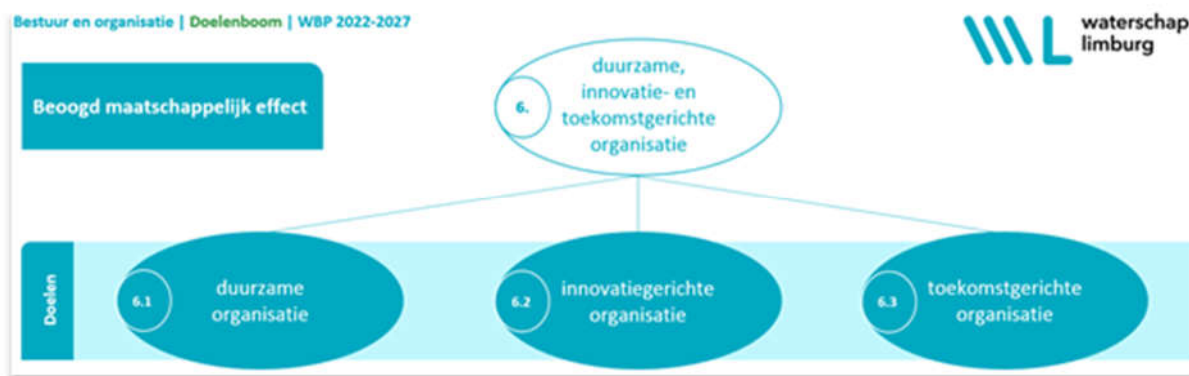 Bestuur en organisatie | Doelenboom | WBP 2022-2027
waterschap
limburg
Beoogd maatschappelijk effect
6.
duurzame,
innovatie- en
toekomstgerichte
organisatie
Doelen
6.1
duurzame
organisatie
6.2
innovatiegerichte
organisatie
6.3
toekomstgerichte
organisatie